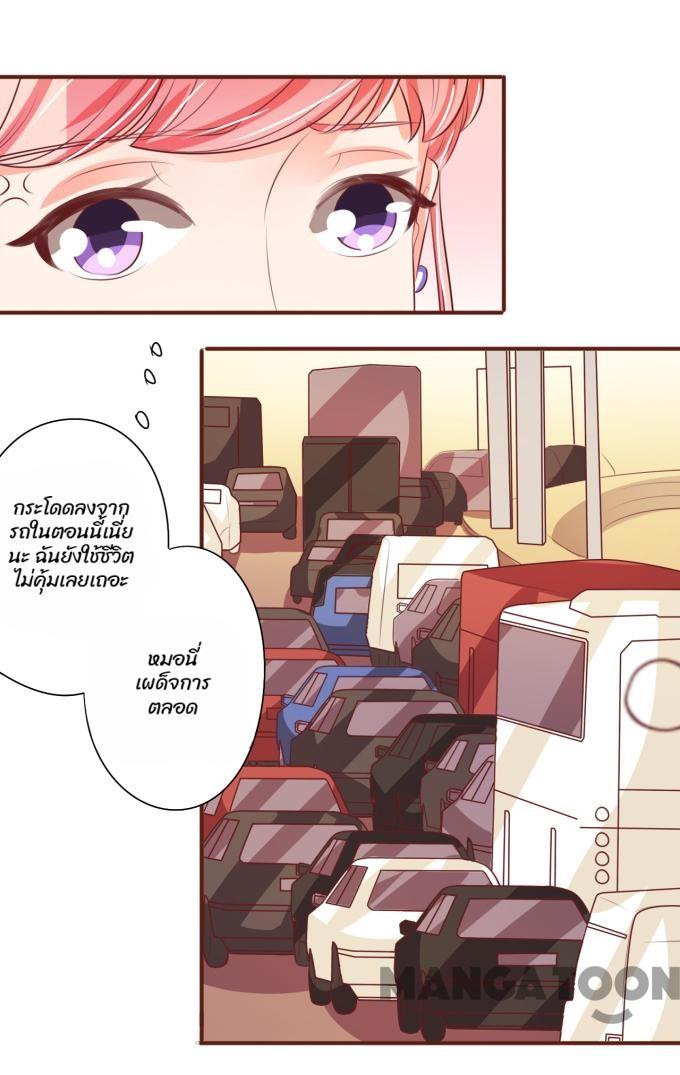 กระโดดลงจาก
รถในตอนนี้เนี่ย
นะ ฉันยังใช้ชีวิต
ไม่คุ้มเลยเถอะ
หมอนี่
เผด็จการ
ตลอด
MANGATOON